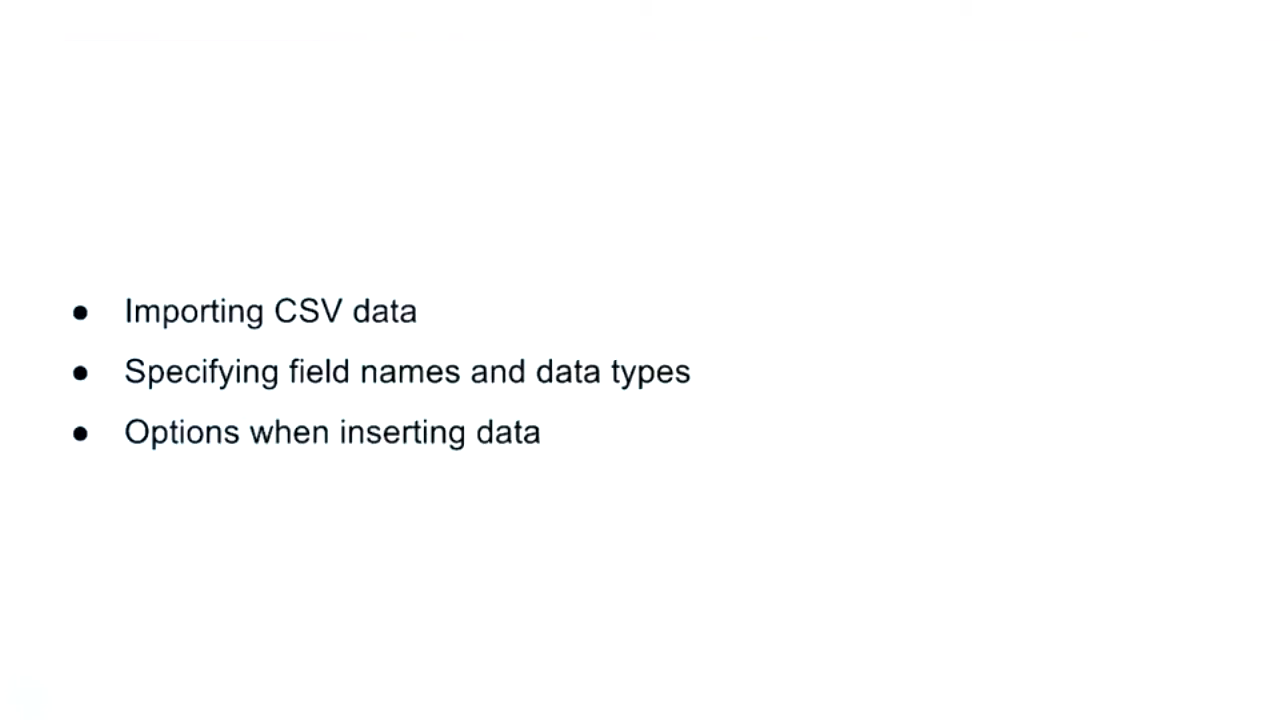 ● Importing CSV data
● Specifying field names and data types
● Options when inserting data